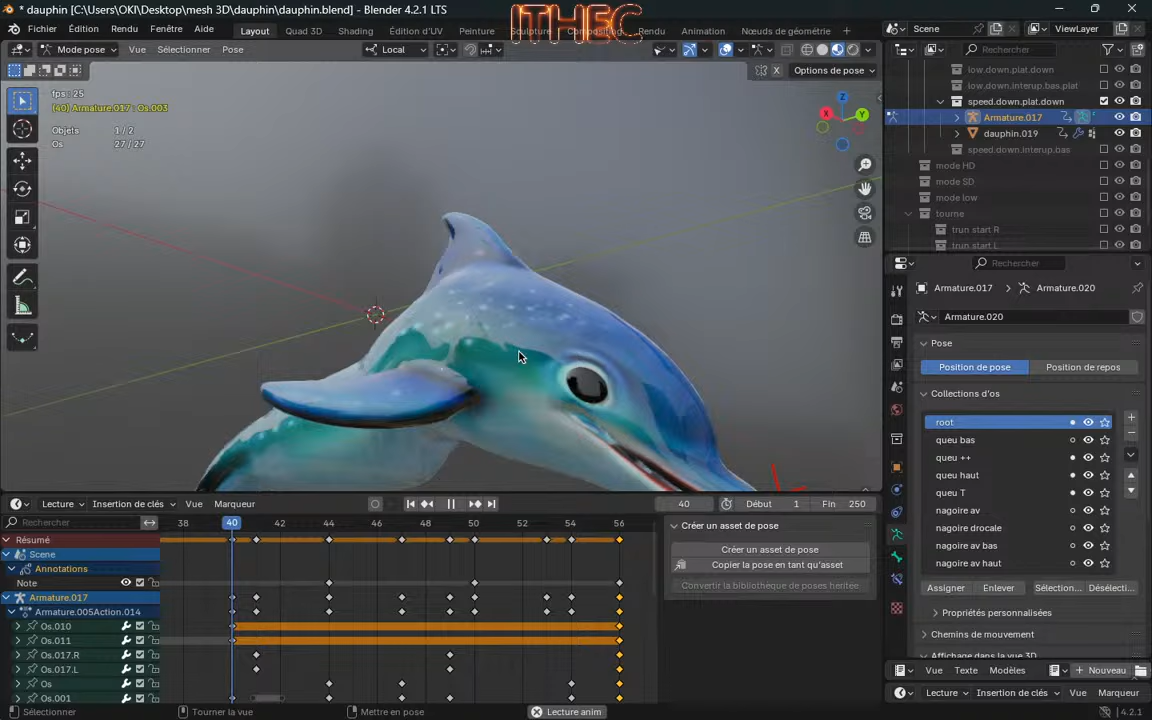 * dauphin [C:\Users\OKI\Desktop\mesh 3D\dauphin\dauphin.blend] - Blender 4.2.1 LTS
Fichier Édition Rendu Fenêtre Aide Layout Quad 3D Shading Édition d'UV Peinture Sculpture Rendu Animation Nœuds de géométrie Scene ViewLayer
ITHEC
Mode pose Vue Sélectionner Pose Local Rechercher
X Options de pose
fps : 25
(40) Armature.017 : Os.003
Objets 1 / 2
Os 27 / 27
X Y Z
low.down.plat.down
low.down.interup.bas.plat
speed.down.plat.down
Armature.017
dauphin.019
speed.down.interup.bas
mode HD
mode SD
mode low
tourne
trun start R
trun start L
Rechercher
Armature.017 > Armature.020
Armature.020
Pose
Position de pose Position de repos
Collections d'os
root
queu bas
queu ++
queu haut
queu T
nagoire av
nagoire drocale
nagoire av bas
nagoire av haut
Assigner Enlever Sélection... Désélecti...
Propriétés personnalisées
Chemins de mouvement
Affichage dans la vue 3D
Vue Texte Modèles Nouveau
Lecture Insertion de clés Vue Marqueur
Lecture Insertion de clés Vue Marqueur 40 Début 1 Fin 250
Rechercher 38 40 42 44 46 48 50 52 54 56
Résumé
Scene
Annotations
Note
Armature.017
Armature.005Action.014
Os.010
Os.011
Os.017.R
Os.017.L
Os
Os.001
Créer un asset de pose
Créer un asset de pose
Copier la pose en tant qu'asset
Convertir la bibliothèque de poses héritée
Sélectionner Tourner la vue Mettre en pose Lecture anim 4.2.1